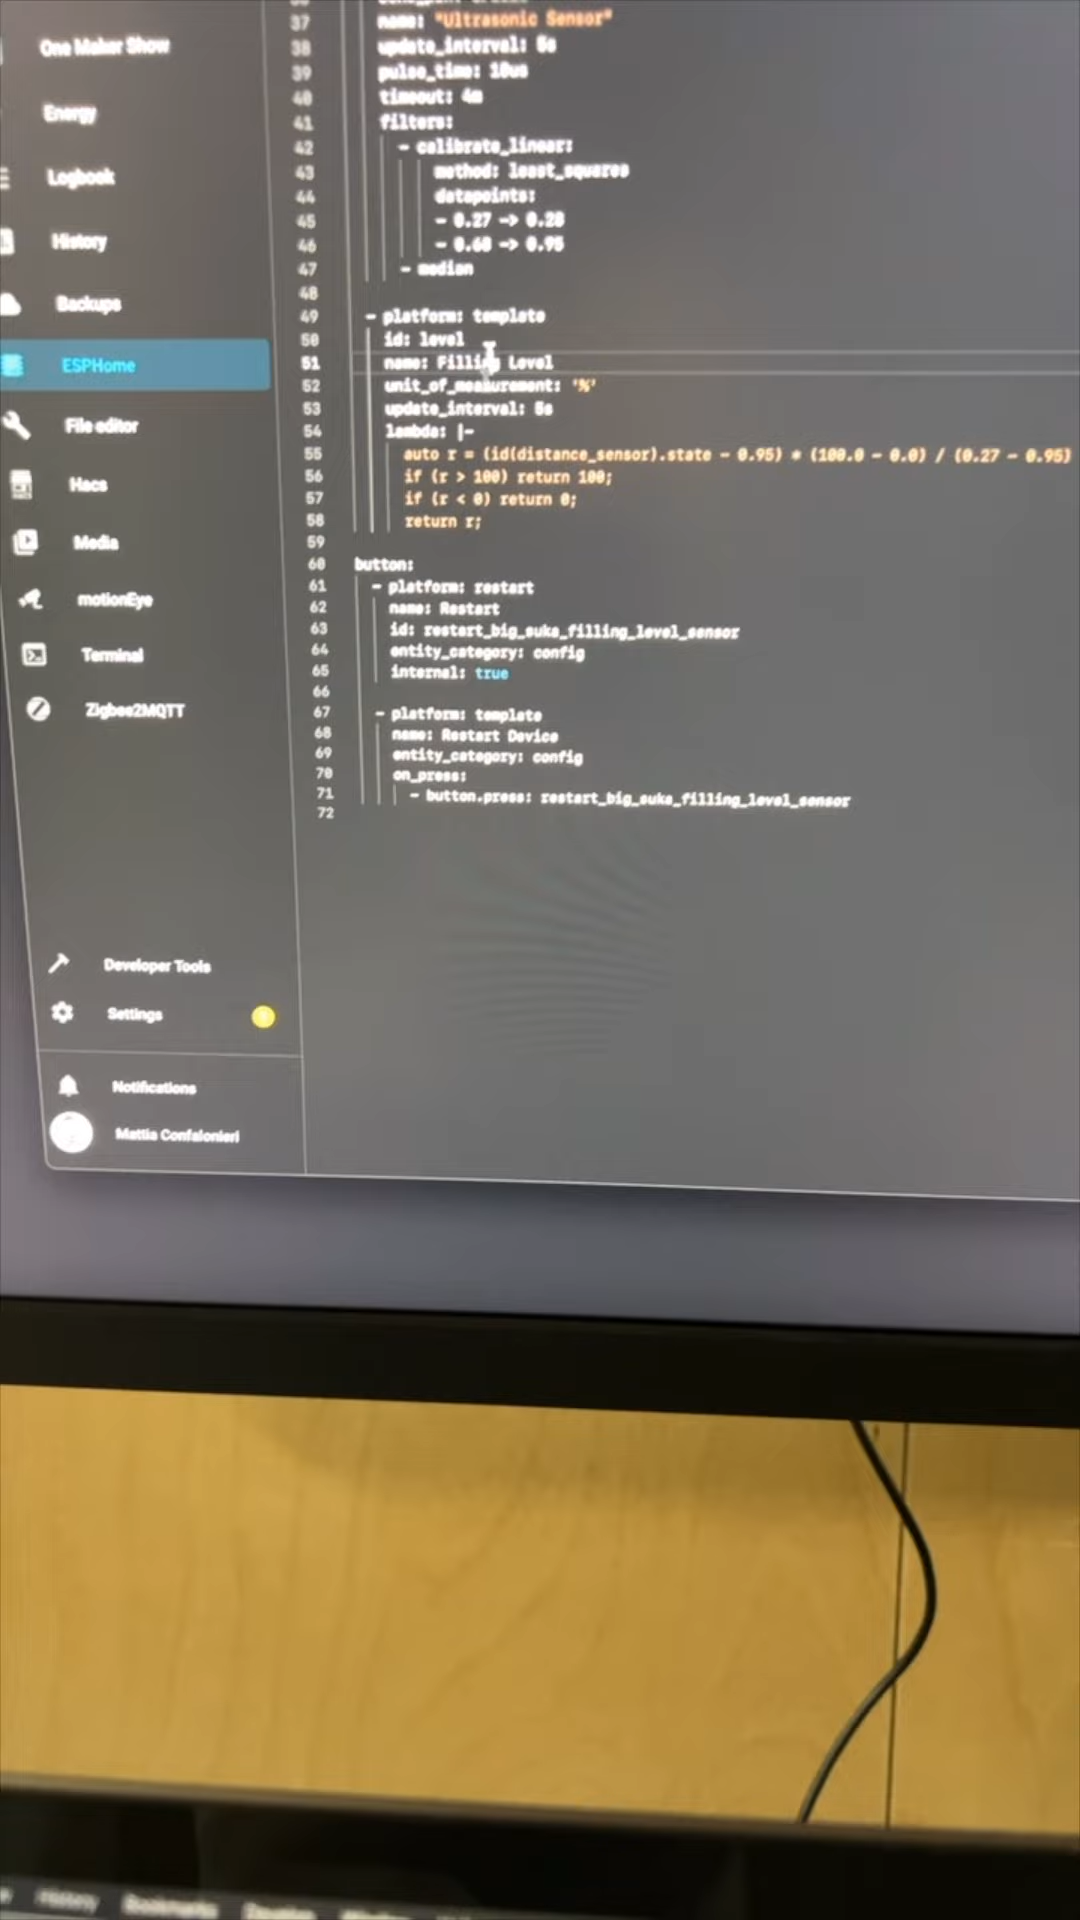 One Maker Show
Energy
Logbook
History
Backups
ESPHome
File editor
Hacs
Media
motionEye
Terminal
Zigbee2MQTT
Developer Tools
Settings
Notifications
Mattia Confalonieri
37 name: "Ultrasonic Sensor"
38 update_interval: 5s
39 pulse_time: 10us
40 timeout: 4m
41 filters:
42 - calibrate_linear:
43 method: least_squares
44 datapoints:
45 - 0.27 -> 0.28
46 - 0.60 -> 0.95
47 - median
48
49 - platform: template
50 id: level
51 name: Filling Level
52 unit_of_measurement: '%'
53 update_interval: 5s
54 lambda: |-
55 auto r = (id(distance_sensor).state - 0.95) * (100.0 - 0.0) / (0.27 - 0.95)
56 if (r > 100) return 100;
57 if (r < 0) return 0;
58 return r;
59
60 button:
61 - platform: restart
62 name: Restart
63 id: restart_big_suka_filling_level_sensor
64 entity_category: config
65 internal: true
66
67 - platform: template
68 name: Restart Device
69 entity_category: config
70 on_press:
71 - button.press: restart_big_suka_filling_level_sensor
72
History Bookmarks